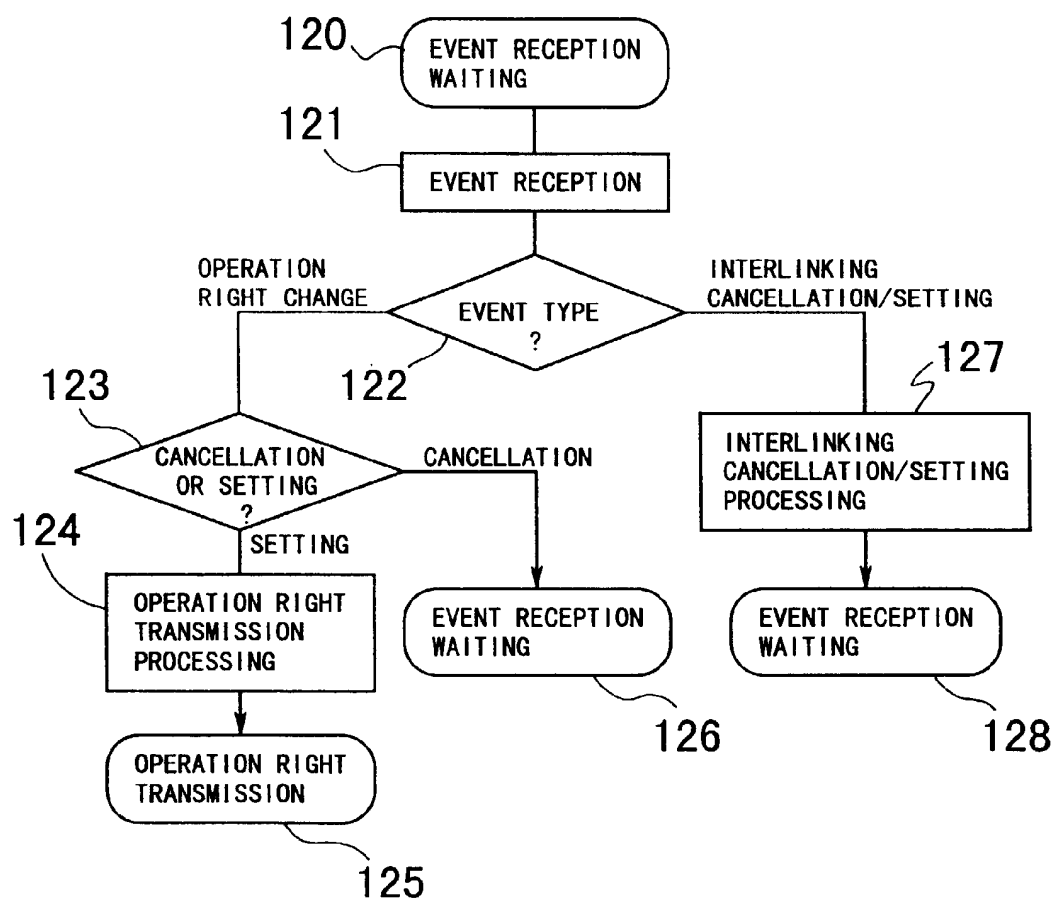 120
EVENT RECEPTION
WAITING
121
EVENT RECEPTION
OPERATION
RIGHT CHANGE
INTERLINKING
CANCELLATION/SETTING
EVENT TYPE
?
122
123
127
CANCELLATION
OR SETTING
?
CANCELLATION
INTERLINKING
CANCELLATION/SETTING
PROCESSING
124
SETTING
OPERATION RIGHT
TRANSMISSION
PROCESSING
EVENT RECEPTION
WAITING
EVENT RECEPTION
WAITING
126
128
OPERATION RIGHT
TRANSMISSION
125